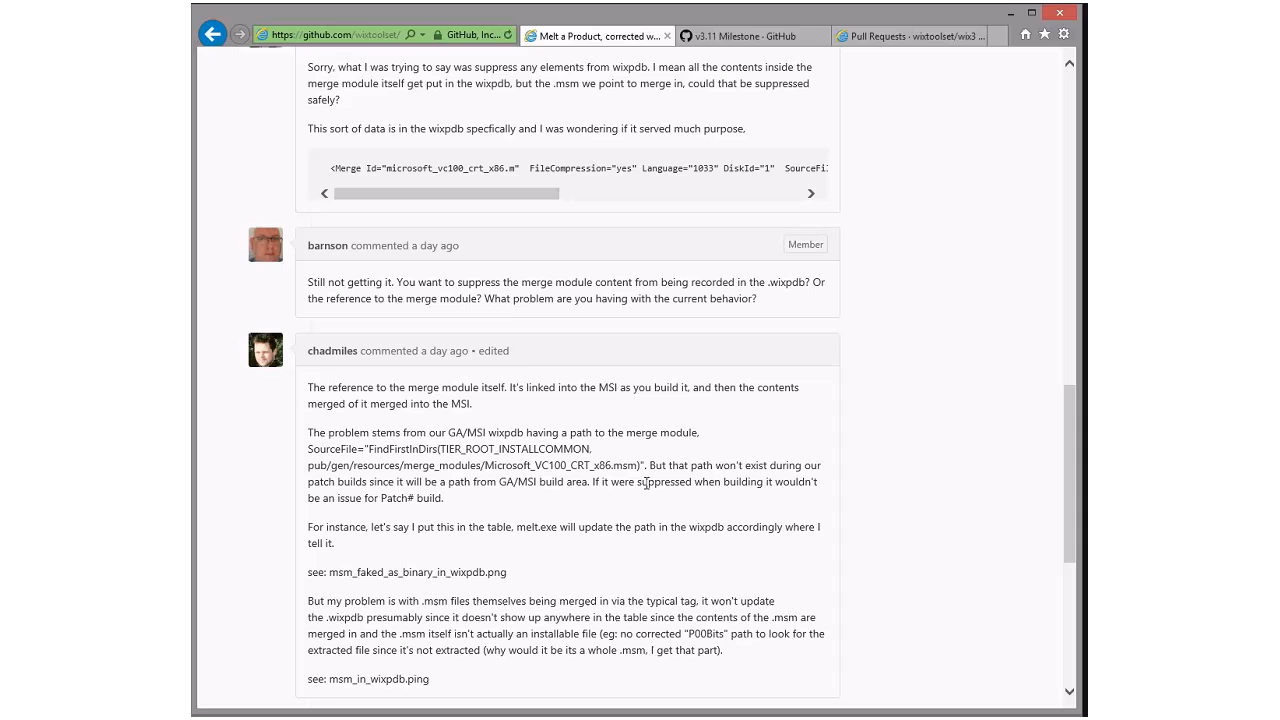 https://github.com/wixtoolset/
GitHub, Inc...
Melt a Product, corrected w...
v3.11 Milestone - GitHub
Pull Requests · wixtoolset/wix3 ...
Sorry, what I was trying to say was suppress any elements from wixpdb. I mean all the contents inside the
merge module itself get put in the wixpdb, but the .msm we point to merge in, could that be suppressed
safely?
This sort of data is in the wixpdb specfically and I was wondering if it served much purpose,
<Merge Id="microsoft_vc100_crt_x86.m" FileCompression="yes" Language="1033" DiskId="1" SourceFi
barnson commented a day ago
Member
Still not getting it. You want to suppress the merge module content from being recorded in the .wixpdb? Or
the reference to the merge module? What problem are you having with the current behavior?
chadmiles commented a day ago • edited
The reference to the merge module itself. It's linked into the MSI as you build it, and then the contents
merged of it merged into the MSI.
The problem stems from our GA/MSI wixpdb having a path to the merge module,
SourceFile="FindFirstInDirs(TIER_ROOT_INSTALLCOMMON,
pub/gen/resources/merge_modules/Microsoft_VC100_CRT_x86.msm)". But that path won't exist during our
patch builds since it will be a path from GA/MSI build area. If it were suppressed when building it wouldn't
be an issue for Patch# build.
For instance, let's say I put this in the table, melt.exe will update the path in the wixpdb accordingly where I
tell it.
see: msm_faked_as_binary_in_wixpdb.png
But my problem is with .msm files themselves being merged in via the typical tag, it won't update
the .wixpdb presumably since it doesn't show up anywhere in the table since the contents of the .msm are
merged in and the .msm itself isn't actually an installable file (eg: no corrected "P00Bits" path to look for the
extracted file since it's not extracted (why would it be its a whole .msm, I get that part).
see: msm_in_wixpdb.ping